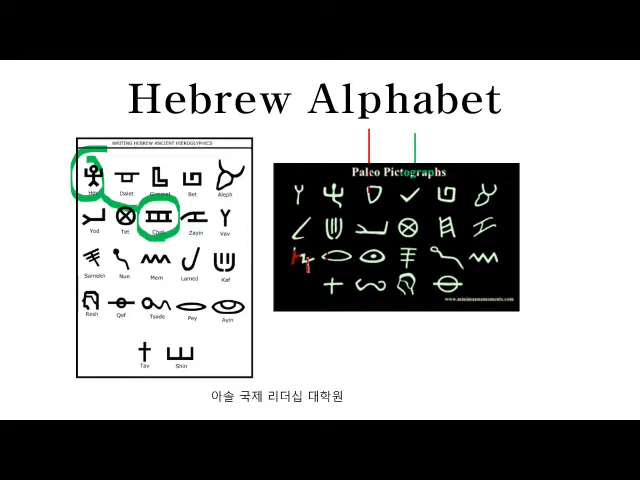 Hebrew Alphabet
WRITING HEBREW ANCIENT HIEROGLYPHICS
Dalet Gimmel Bet Aleph
Yod Tet Chet Zayin Vav
Samekh Nun Mem Lamed Kaf
Resh Qof Tsade Pey Ayin
Tav Shin
Paleo Pictographs
아솔 국제 리더십 대학원